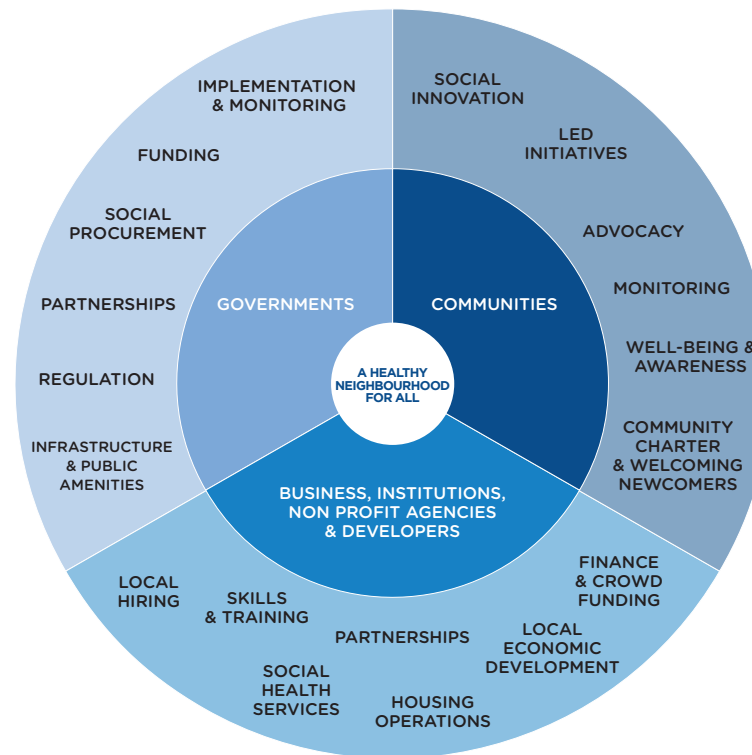 IMPLEMENTATION
& MONITORING
FUNDING
SOCIAL
PROCUREMENT
PARTNERSHIPS
REGULATION
INFRASTRUCTURE
& PUBLIC
AMENITIES
GOVERNMENTS
SOCIAL
INNOVATION
LED
INITIATIVES
ADVOCACY
MONITORING
WELL-BEING &
AWARENESS
COMMUNITY
CHARTER
& WELCOMING
NEWCOMERS
COMMUNITIES
A HEALTHY
NEIGHBOURHOOD
FOR ALL
BUSINESS, INSTITUTIONS,
NON PROFIT AGENCIES
& DEVELOPERS
LOCAL
HIRING
SKILLS
& TRAINING
SOCIAL
HEALTH
SERVICES
PARTNERSHIPS
HOUSING
OPERATIONS
LOCAL
ECONOMIC
DEVELOPMENT
FINANCE
& CROWD
FUNDING